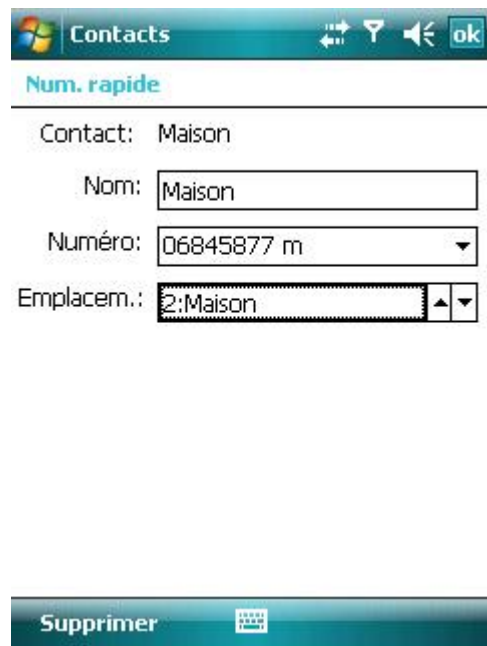 Contacts ok
Num. rapide
Contact: Maison
Nom: Maison
Numéro: 06845877 m
Emplacem.: 2:Maison
Supprimer